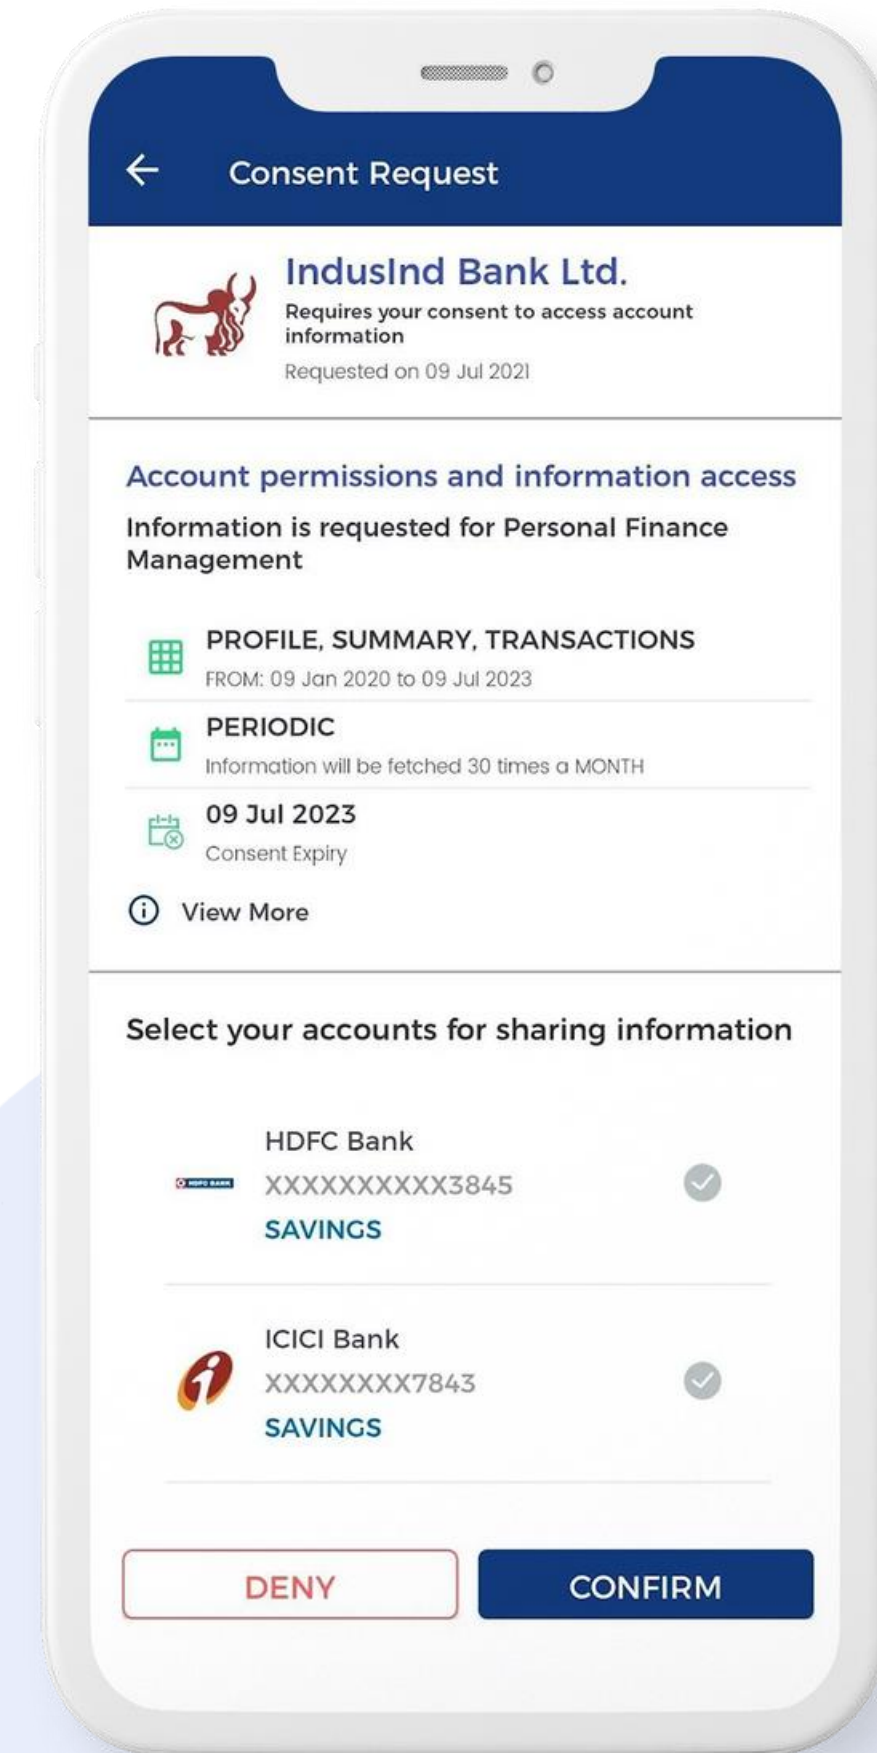 Consent Request
IndusInd Bank Ltd.
Requires your consent to access account
information
Requested on 09 Jul 2021
Account permissions and information access
Information is requested for Personal Finance
Management
PROFILE, SUMMARY, TRANSACTIONS
FROM: 09 Jan 2020 to 09 Jul 2023
PERIODIC
Information will be fetched 30 times a MONTH
09 Jul 2023
Consent Expiry
View More
Select your accounts for sharing information
HDFC Bank
HDFC BANK
XXXXXXXXXX3845
SAVINGS
ICICI Bank
XXXXXXXX7843
SAVINGS
DENY
CONFIRM